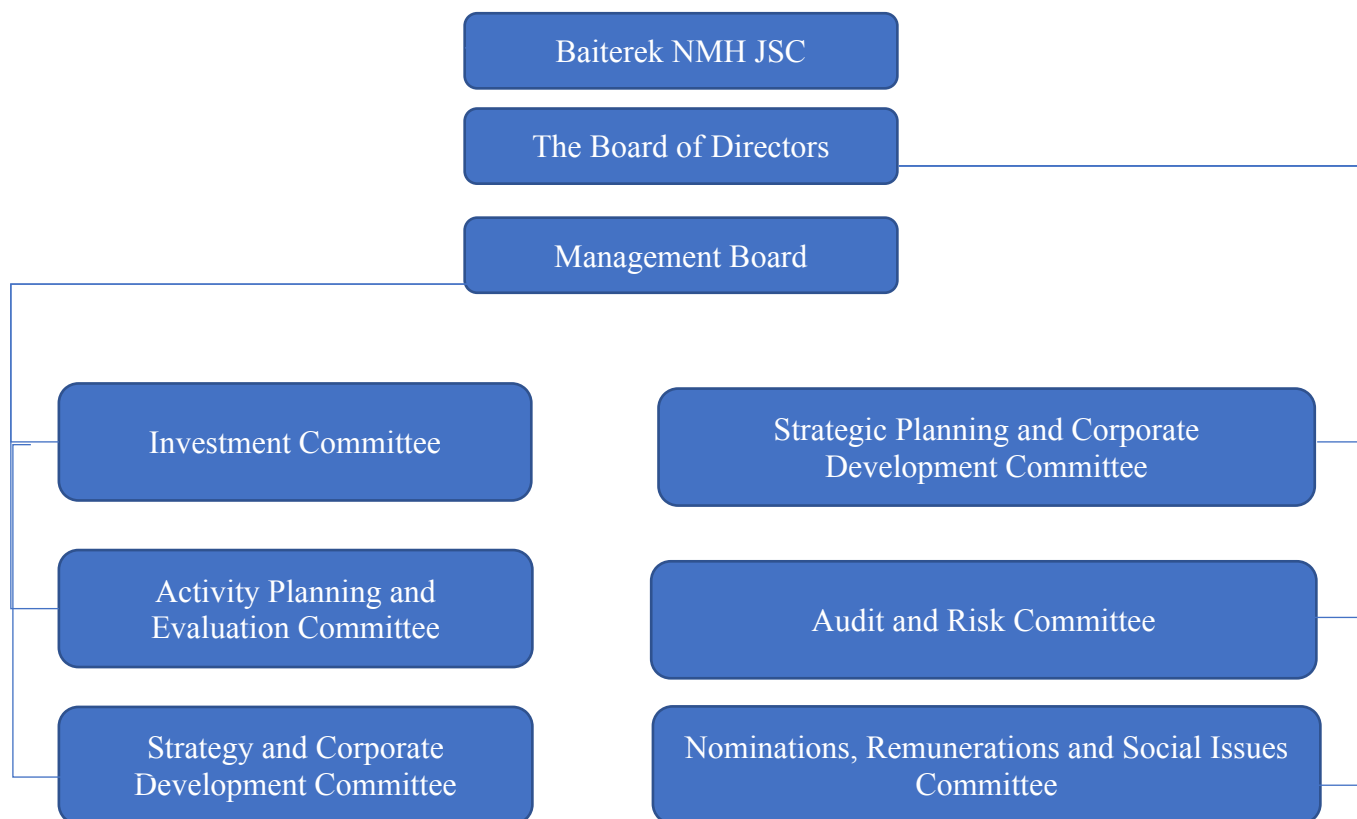 Baiterek NMH JSC
The Board of Directors
Management Board
Investment Committee
Strategic Planning and Corporate
Development Committee
Activity Planning and
Evaluation Committee
Audit and Risk Committee
Strategy and Corporate
Development Committee
Nominations, Remunerations and Social Issues
Committee